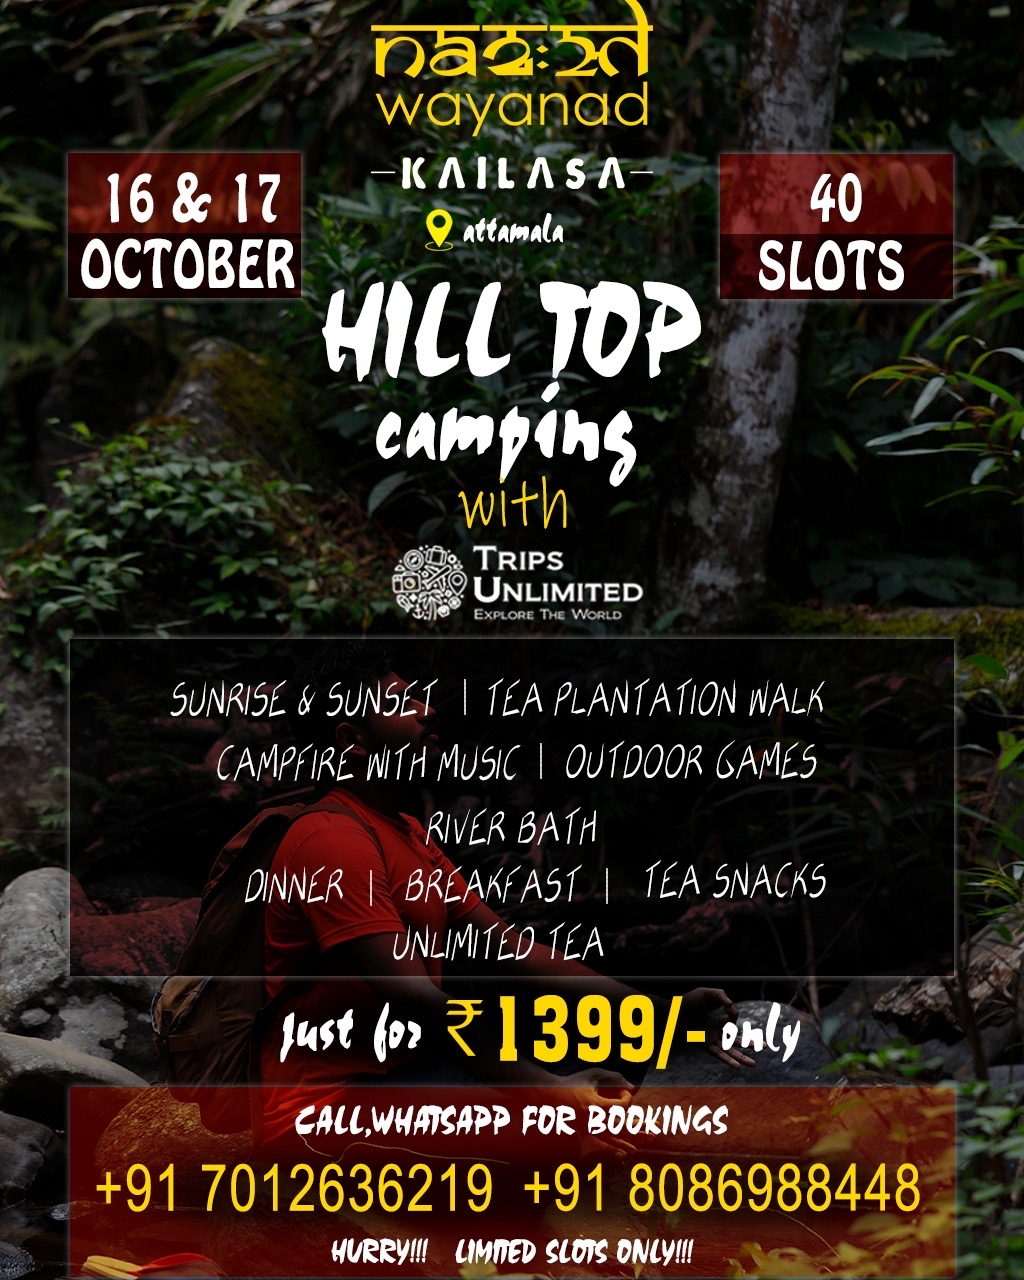 wayanad
KAILASA
attamala
16 & 17
OCTOBER
40
SLOTS
HILL TOP
camping
with
TRIPS
UNLIMITED
EXPLORE THE WORLD
SUNRISE & SUNSET | TEA PLANTATION WALK
CAMPFIRE WITH MUSIC | OUTDOOR GAMES
RIVER BATH
DINNER | BREAKFAST | TEA SNACKS
UNLIMITED TEA
just for ₹1399/- only
CALL,WHATSAPP FOR BOOKINGS
+91 7012636219 +91 8086988448
HURRY!!! LIMITED SLOTS ONLY!!!